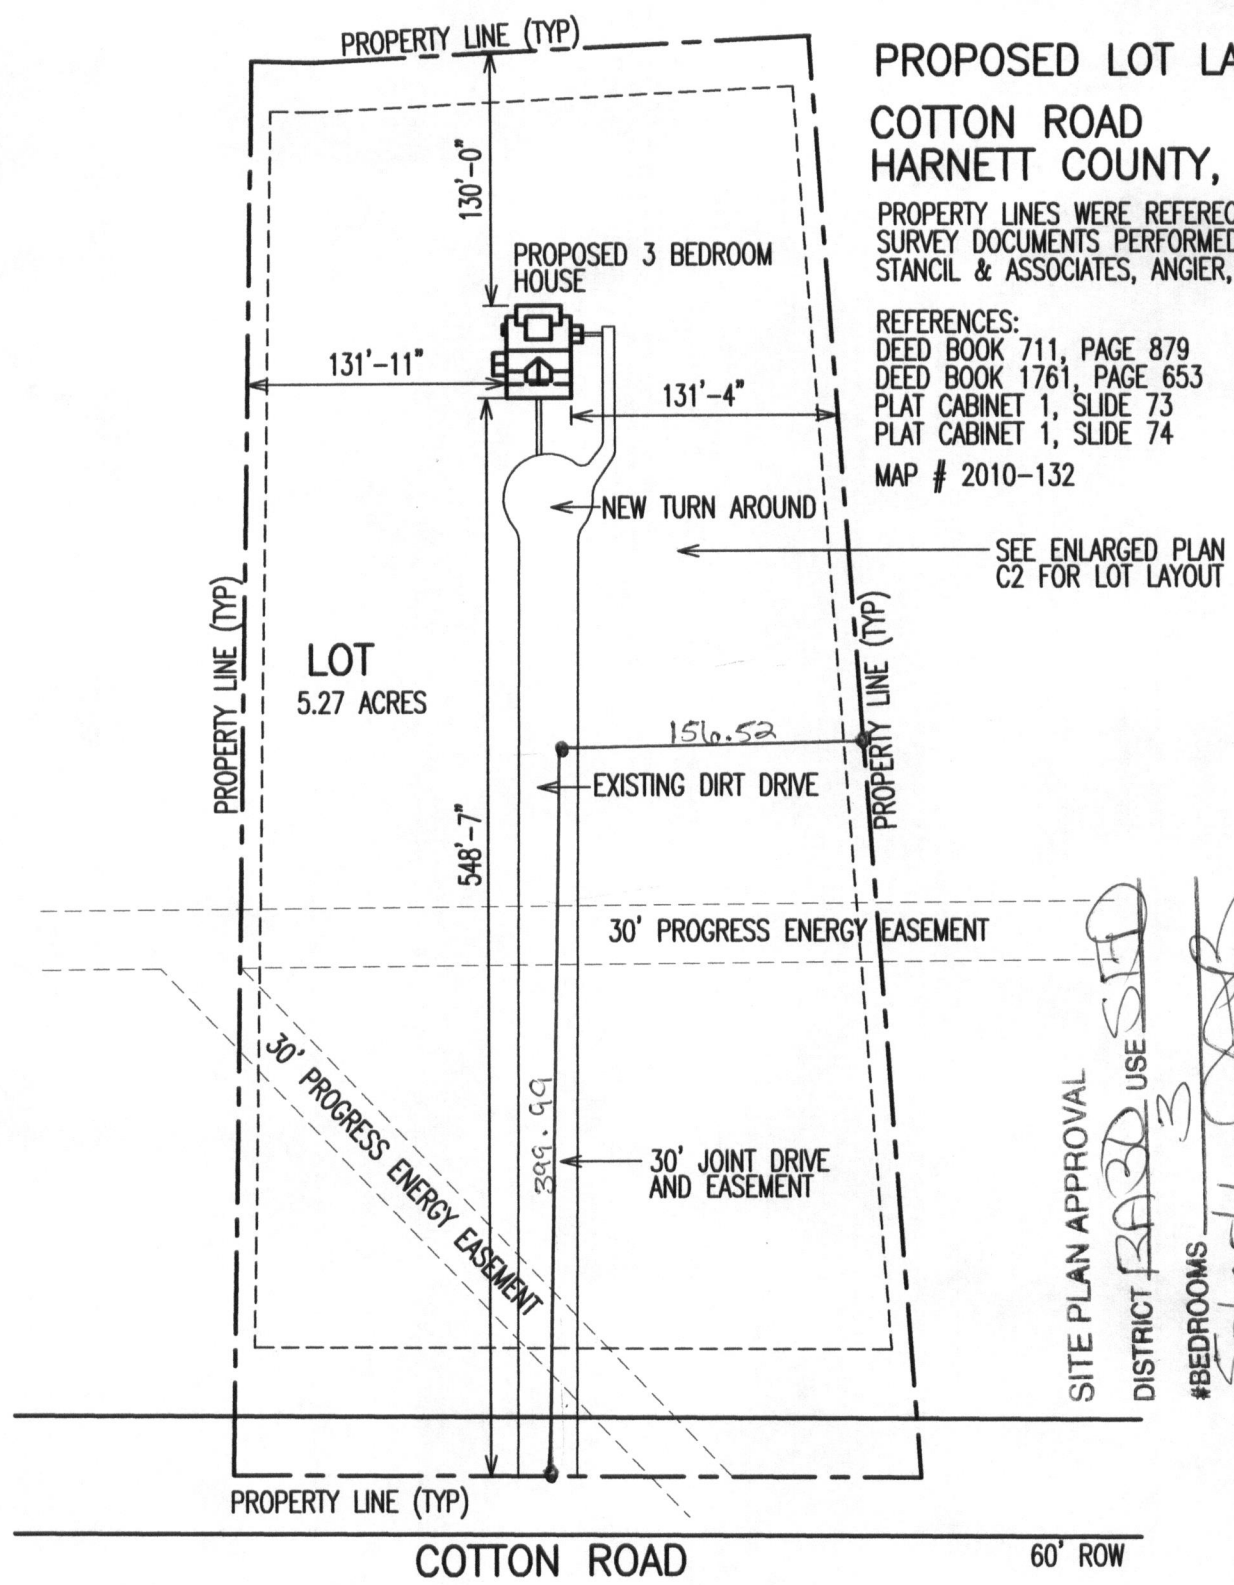 PROPERTY LINE (TYP)
PROPOSED LOT LA
COTTON ROAD
HARNETT COUNTY,
PROPERTY LINES WERE REFEREC
SURVEY DOCUMENTS PERFORMED
STANCIL & ASSOCIATES, ANGIER,
REFERENCES:
DEED BOOK 711, PAGE 879
DEED BOOK 1761, PAGE 653
PLAT CABINET 1, SLIDE 73
PLAT CABINET 1, SLIDE 74
MAP # 2010-132
130'-0"
PROPOSED 3 BEDROOM
HOUSE
131'-11"
131'-4"
NEW TURN AROUND
SEE ENLARGED PLAN
C2 FOR LOT LAYOUT
PROPERTY LINE (TYP)
PROPERTY LINE (TYP)
LOT
5.27 ACRES
156.52
EXISTING DIRT DRIVE
548'-7"
30' PROGRESS ENERGY EASEMENT
30' PROGRESS ENERGY EASEMENT
399.99
30' JOINT DRIVE
AND EASEMENT
SITE PLAN APPROVAL
DISTRICT RA30 USE SFD
#BEDROOMS 3
PROPERTY LINE (TYP)
COTTON ROAD
60' ROW